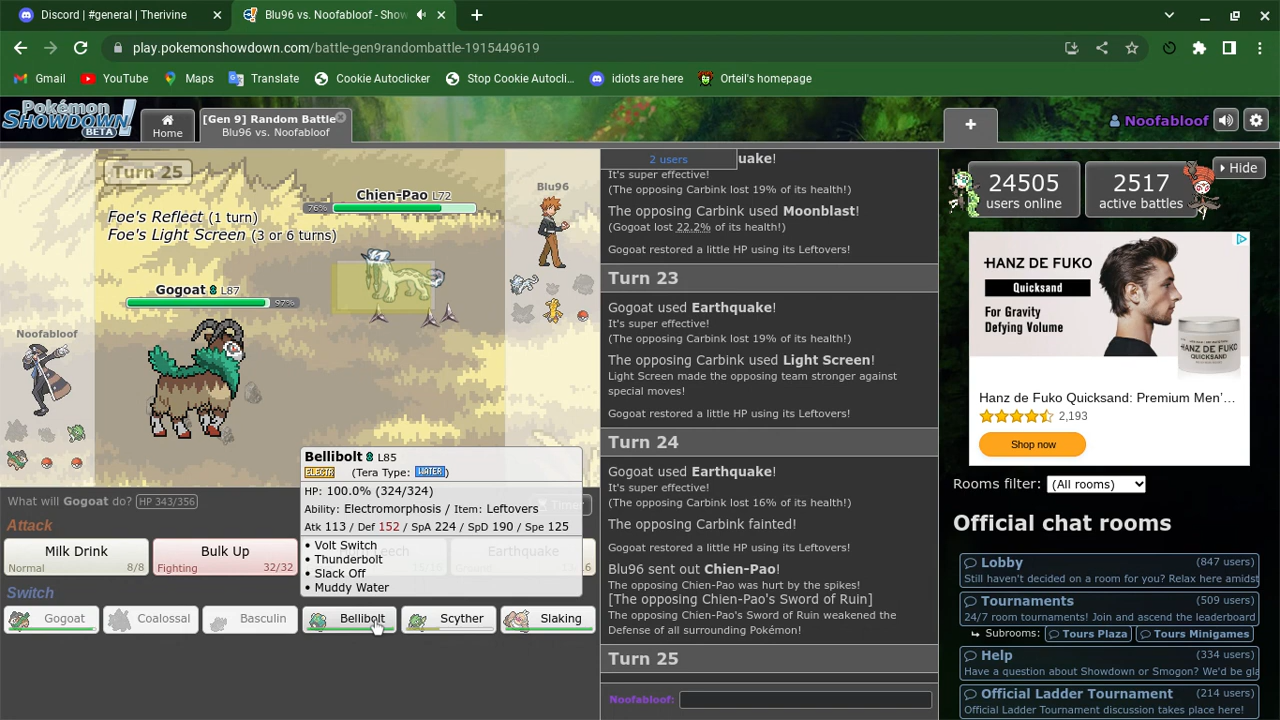 Discord | #general | Therivine
Blu96 vs. Noofabloof - Show
play.pokemonshowdown.com/battle-gen9randombattle-1915449619
Gmail
YouTube
Maps
Translate
Cookie Autoclicker
Stop Cookie Autocli...
idiots are here
Orteil's homepage
Pokémon
SHOWDOWN!
BETA
Home
[Gen 9] Random Battle
Blu96 vs. Noofabloof
+
Noofabloof
Turn 25
Foe's Reflect (1 turn)
Foe's Light Screen (3 or 6 turns)
Chien-Pao L72
76%
Gogoat L87
97%
Blu96
Noofabloof
What will Gogoat do? HP 343/356
Attack
Milk Drink
Normal 8/8
Bulk Up
Fighting 32/32
Earthquake
Ground
Switch
Gogoat
Coalossal
Basculin
Bellibolt
Scyther
Slaking
Bellibolt L85
ELECTR (Tera Type: WATER)
HP: 100.0% (324/324)
Ability: Electromorphosis / Item: Leftovers
Atk 113 / Def 152 / SpA 224 / SpD 190 / Spe 125
• Volt Switch
• Thunderbolt
• Slack Off
• Muddy Water
2 users
uake!
It's super effective!
(The opposing Carbink lost 19% of its health!)
The opposing Carbink used Moonblast!
(Gogoat lost 22.2% of its health!)
Gogoat restored a little HP using its Leftovers!
Turn 23
Gogoat used Earthquake!
It's super effective!
(The opposing Carbink lost 19% of its health!)
The opposing Carbink used Light Screen!
Light Screen made the opposing team stronger against
special moves!
Gogoat restored a little HP using its Leftovers!
Turn 24
Gogoat used Earthquake!
It's super effective!
(The opposing Carbink lost 16% of its health!)
The opposing Carbink fainted!
Gogoat restored a little HP using its Leftovers!
Blu96 sent out Chien-Pao!
The opposing Chien-Pao was hurt by the spikes!
[The opposing Chien-Pao's Sword of Ruin]
The opposing Chien-Pao's Sword of Ruin weakened the
Defense of all surrounding Pokémon!
Turn 25
Noofabloof:
Hide
24505
users online
2517
active battles
HANZ DE FUKO
Quicksand:
For Gravity
Defying Volume
HANZ DE FUKO
QUICKSAND
Hanz de Fuko Quicksand: Premium Men'...
2,193
Shop now
Rooms filter: (All rooms)
Official chat rooms
Lobby (847 users)
Still haven't decided on a room for you? Relax here amidst
Tournaments (509 users)
24/7 room tournaments! Join and ascend the leaderboard
Subrooms: Tours Plaza Tours Minigames
Help (334 users)
Have a question about Showdown or Smogon? We'd be gla
Official Ladder Tournament (214 users)
Official Ladder Tournament discussion takes place here!